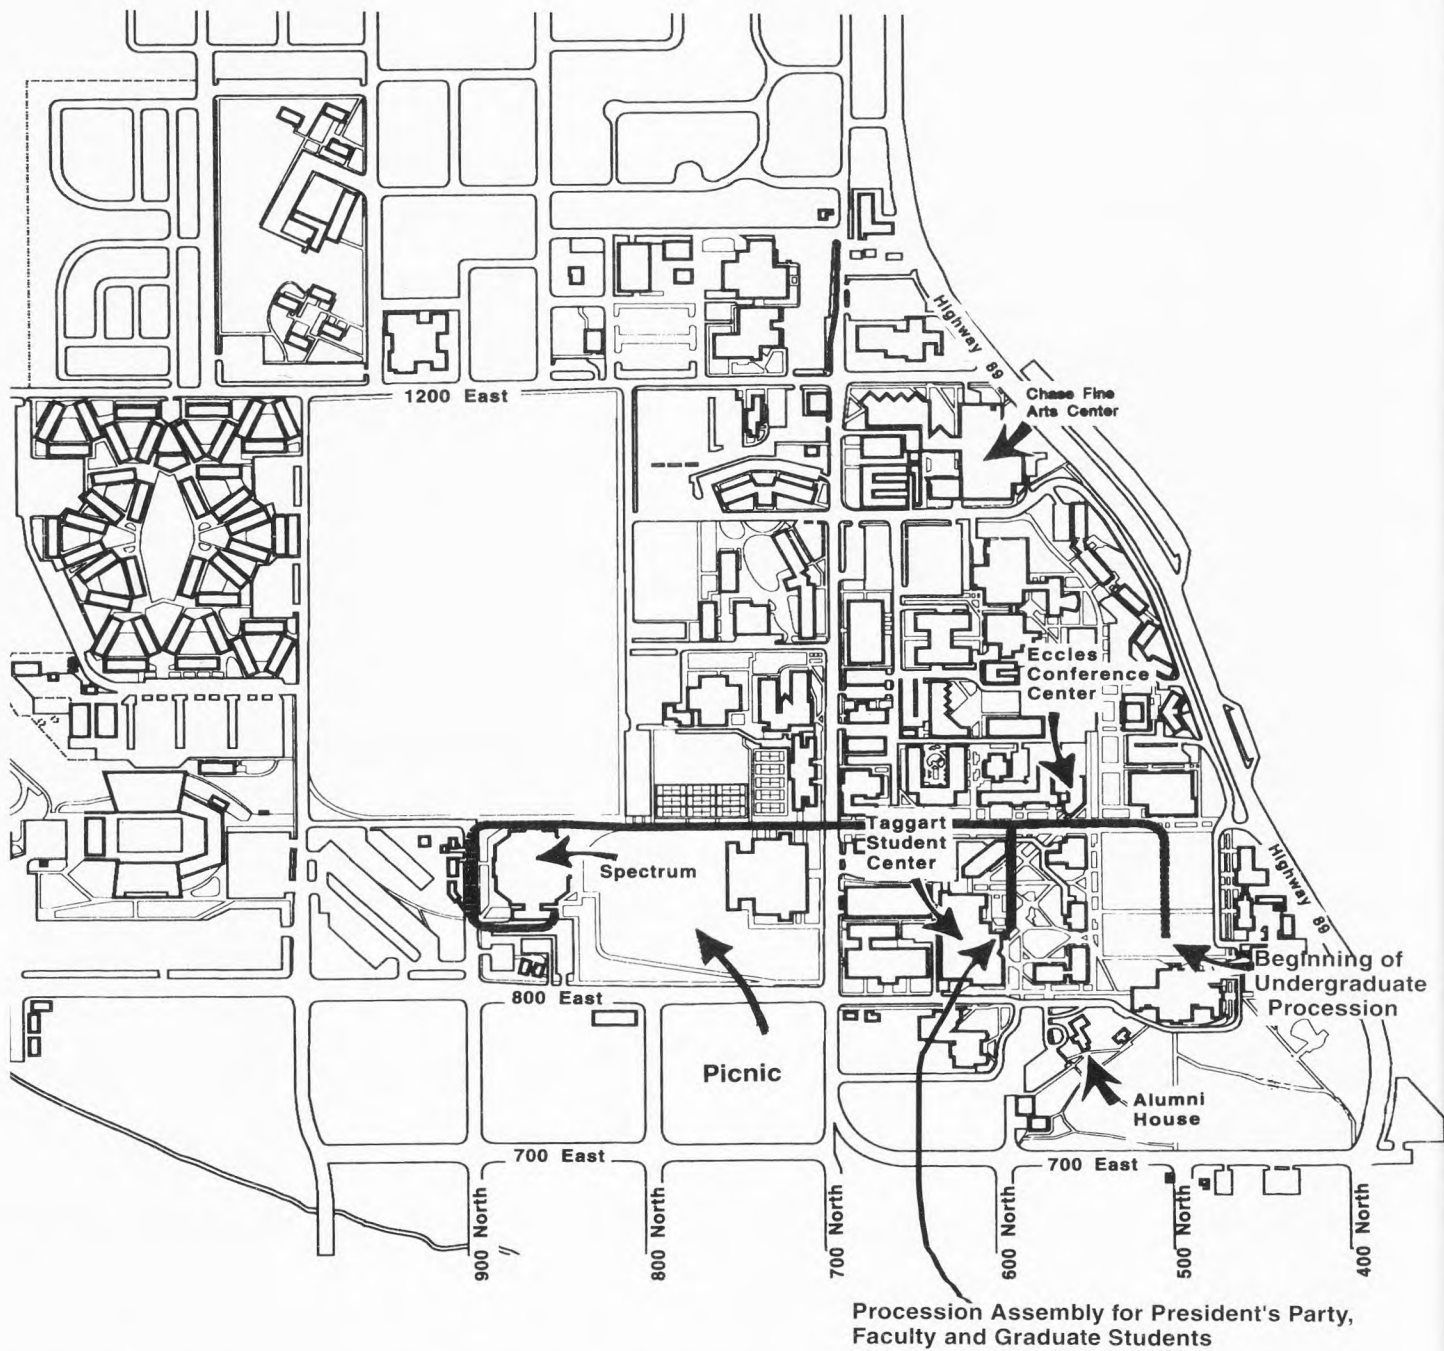 Highway 89
1200 East
Chase Fine
Arts Center
Eccles
Conference
Center
Taggart
Student
Center
Spectrum
Highway 89
Beginning of
Undergraduate
Procession
800 East
Picnic
Alumni
House
700 East
700 East
900 North
800 North
700 North
600 North
500 North
400 North
Procession Assembly for President's Party,
Faculty and Graduate Students